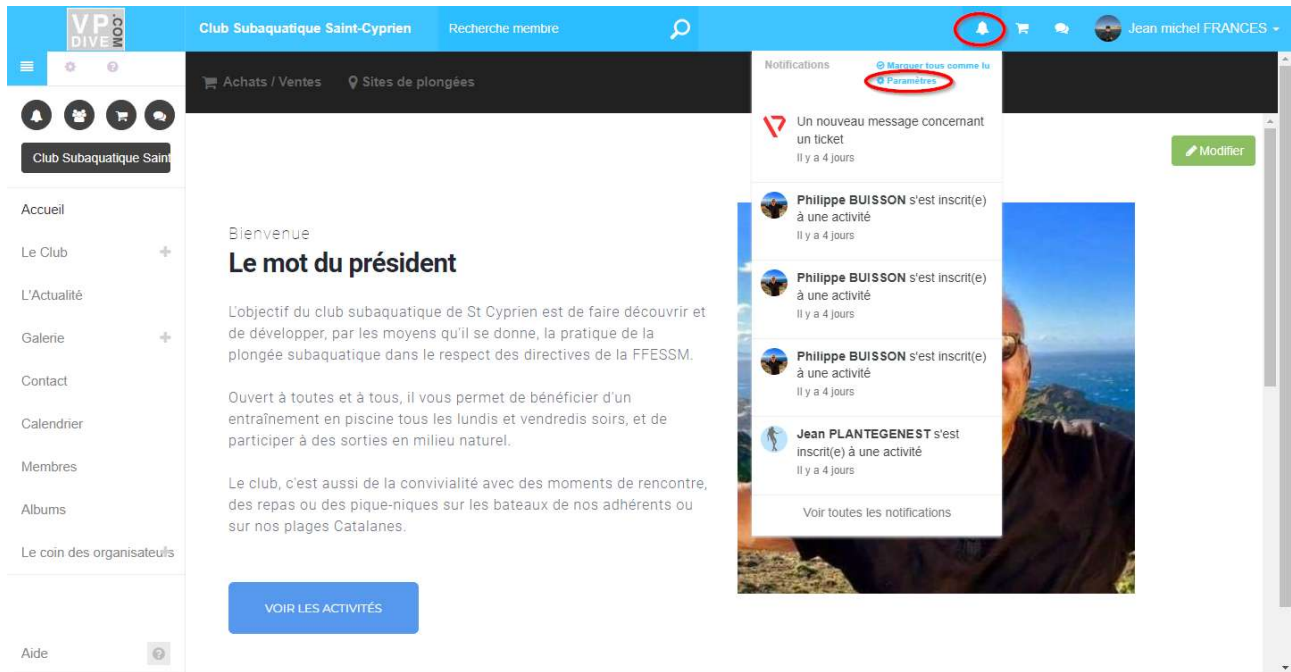 VP
.COM
DIVE
Club Subaquatique Saint-Cyprien
Recherche membre
Jean michel FRANCES
Achats / Ventes
Sites de plongées
Club Subaquatique Saint
Accueil
Le Club
L'Actualité
Galerie
Contact
Calendrier
Membres
Albums
Le coin des organisateurs
Aide
Bienvenue
Le mot du président
L'objectif du club subaquatique de St Cyprien est de faire découvrir et
de développer, par les moyens qu'il se donne, la pratique de la
plongée subaquatique dans le respect des directives de la FFESSM.
Ouvert à toutes et à tous, il vous permet de bénéficier d'un
entraînement en piscine tous les lundis et vendredis soirs, et de
participer à des sorties en milieu naturel.
Le club, c'est aussi de la convivialité avec des moments de rencontre,
des repas ou des pique-niques sur les bateaux de nos adhérents ou
sur nos plages Catalanes.
VOIR LES ACTIVITÉS
Notifications
Marquer tous comme lu
Paramètres
Un nouveau message concernant
un ticket
Il y a 4 jours
Philippe BUISSON s'est inscrit(e)
à une activité
Il y a 4 jours
Philippe BUISSON s'est inscrit(e)
à une activité
Il y a 4 jours
Philippe BUISSON s'est inscrit(e)
à une activité
Il y a 4 jours
Jean PLANTEGENEST s'est
inscrit(e) à une activité
Il y a 4 jours
Voir toutes les notifications
Modifier